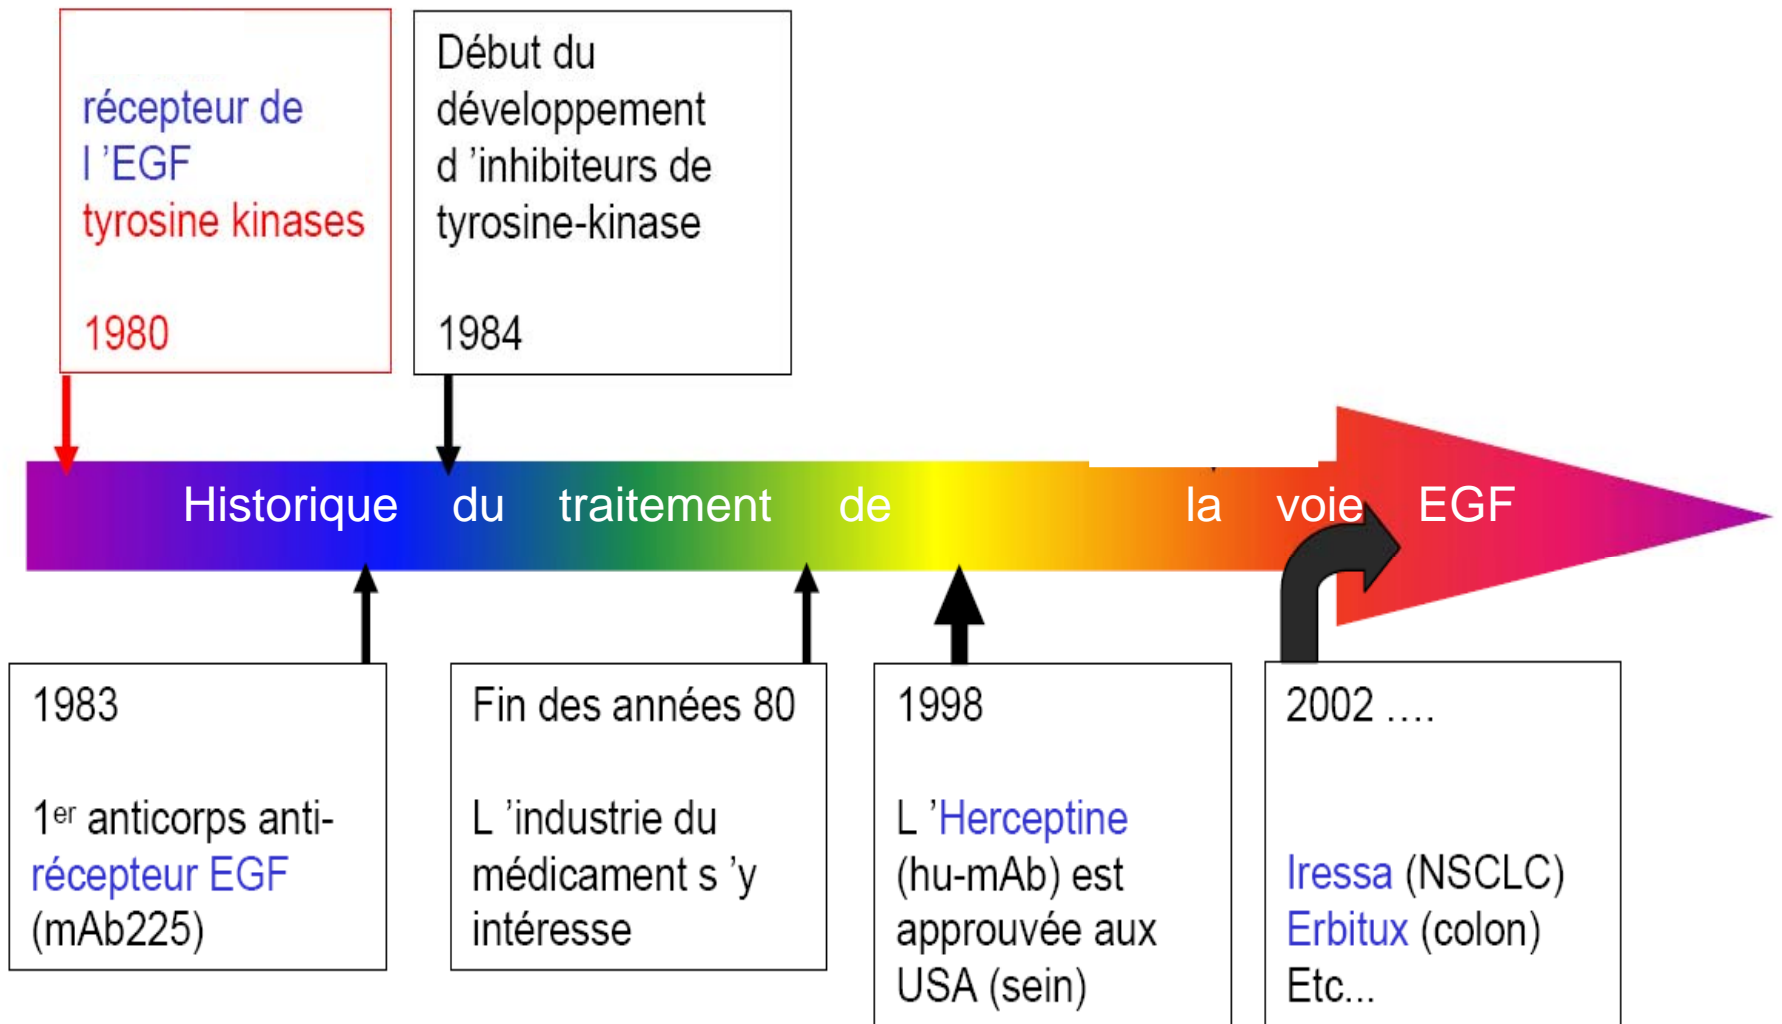 récepteur de
l ’EGF
tyrosine kinases
1980
Début du
développement
d ’inhibiteurs de
tyrosine-kinase
1984
Historique du traitement de la voie EGF
1983
1er anticorps anti-
récepteur EGF
(mAb225)
Fin des années 80
L ’industrie du
médicament s ’y
intéresse
1998
L ’Herceptine
(hu-mAb) est
approuvée aux
USA (sein)
2002 ....
Iressa (NSCLC)
Erbitux (colon)
Etc...